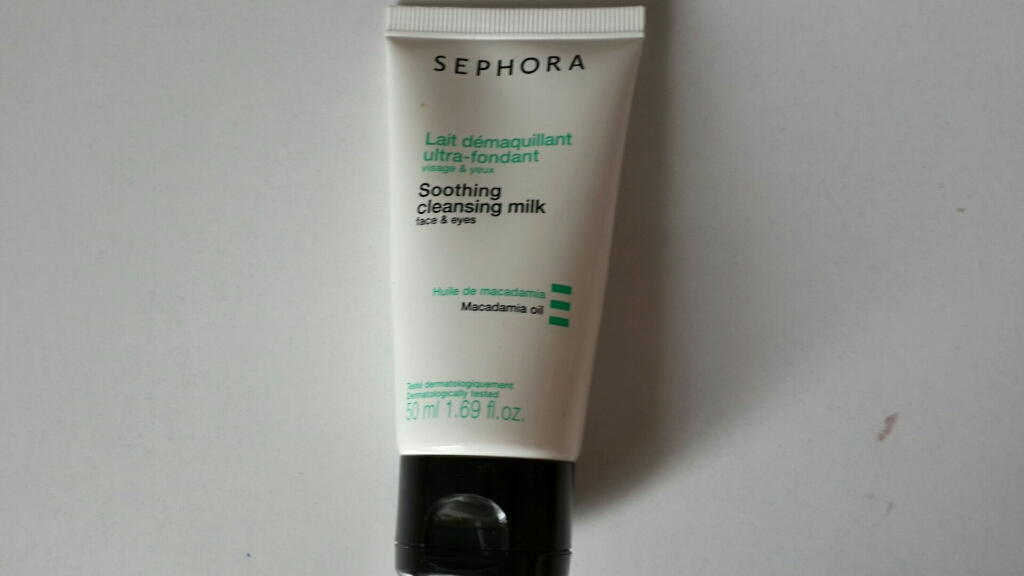 SEPHORA
Lait démaquillant
ultra-fondant
visage & yeux
Soothing
cleansing milk
face & eyes
Huile de macadamia
Macadamia oil
Testé dermatologiquement
Dermatologically tested
50 ml 1.69 fl.oz.